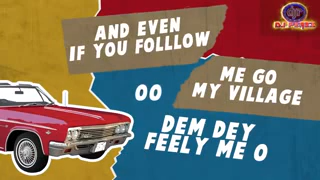 AND EVEN
IF YOU FOLLLOW
ME GO
MY VILLAGE
OO
DEM DEY
FEELY ME O